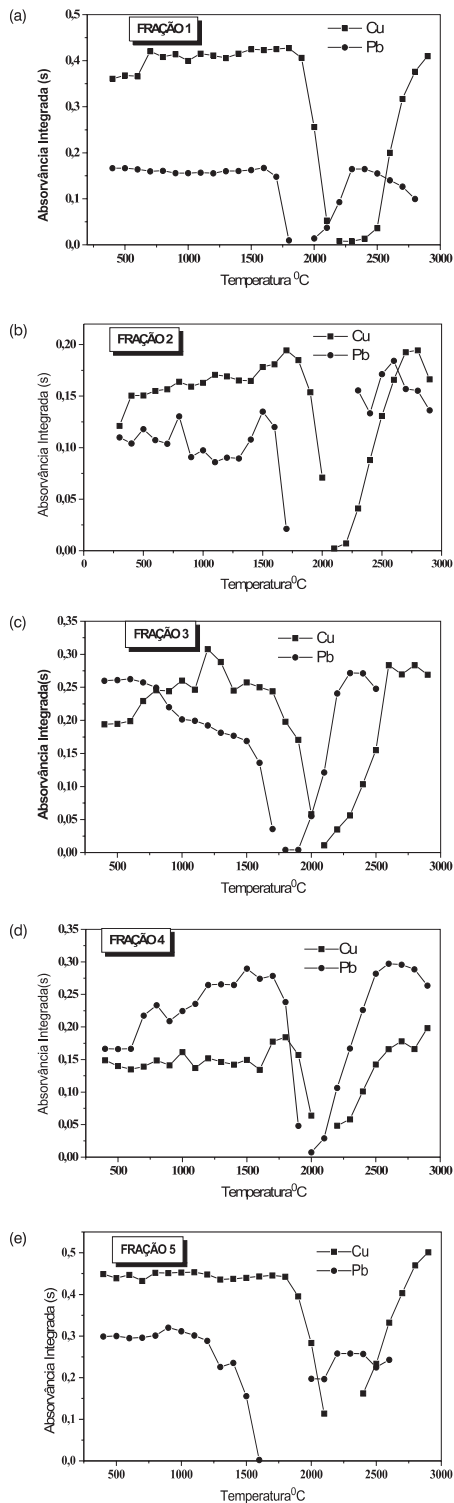 (a)
FRAÇÃO 1
Cu
Pb
Absorvância Integrada (s)
0,5
0,4
0,3
0,2
0,1
0,0
500 1000 1500 2000 2500 3000
Temperatura ⁰C
(b)
FRAÇÃO 2
Cu
Pb
Absorvância Integrada (s)
0,20
0,15
0,10
0,05
0,00
0 500 1000 1500 2000 2500 3000
Temperatura⁰C
(c)
FRAÇÃO 3
Cu
Pb
Absorvância Integrada(s)
0,35
0,30
0,25
0,20
0,15
0,10
0,05
0,00
500 1000 1500 2000 2500 3000
Temperatura⁰C
(d)
FRAÇÃO 4
Cu
Pb
Absorvância Integrada(s)
0,35
0,30
0,25
0,20
0,15
0,10
0,05
0,00
500 1000 1500 2000 2500 3000
Temperatura⁰C
(e)
FRAÇÃO 5
Cu
Pb
Absorvância Integrada (s)
0,5
0,4
0,3
0,2
0,1
0,0
500 1000 1500 2000 2500 3000
Temperatura⁰C